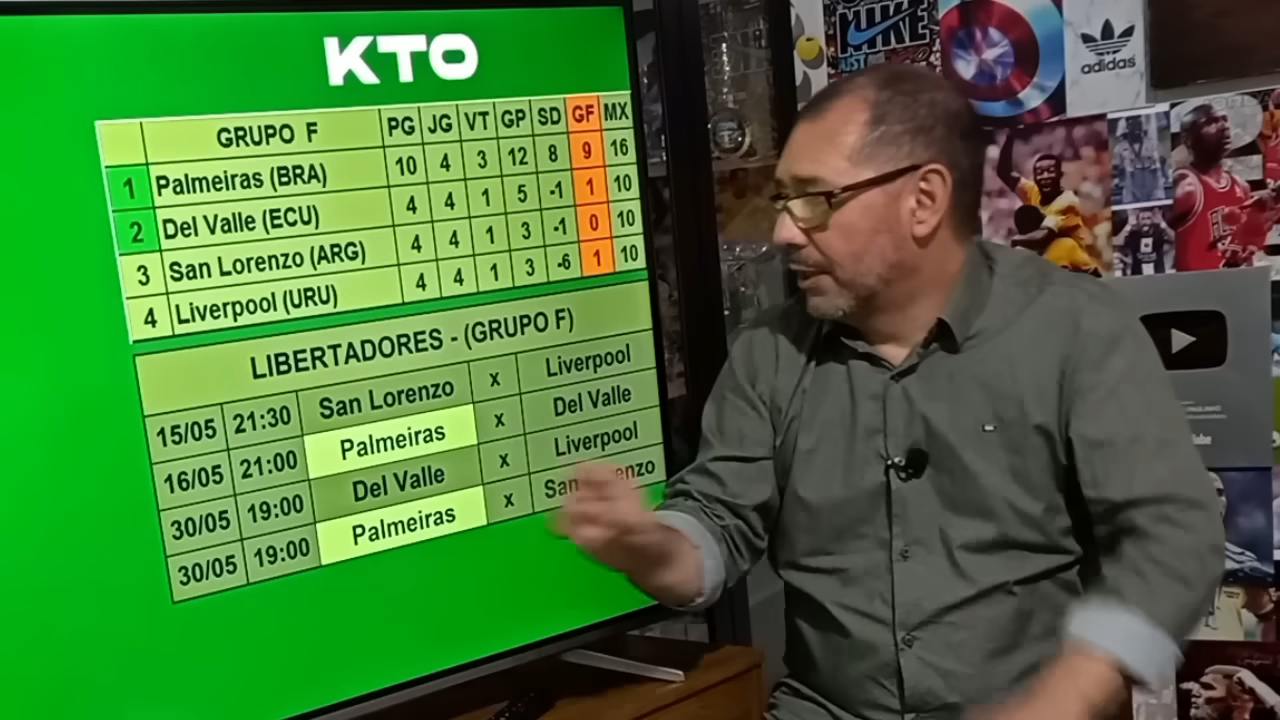 KTO
GRUPO F PG JG VT GP SD GF MX
1 Palmeiras (BRA) 10 4 3 12 8 9 16
2 Del Valle (ECU) 4 4 1 5 -1 1 10
3 San Lorenzo (ARG) 4 4 1 3 -1 0 10
4 Liverpool (URU) 4 4 1 3 -6 1 10
LIBERTADORES - (GRUPO F)
15/05 21:30 San Lorenzo x Liverpool
16/05 21:00 Palmeiras x Del Valle
30/05 19:00 Del Valle x Liverpool
30/05 19:00 Palmeiras x San enzo
NIKE
JUST
adidas